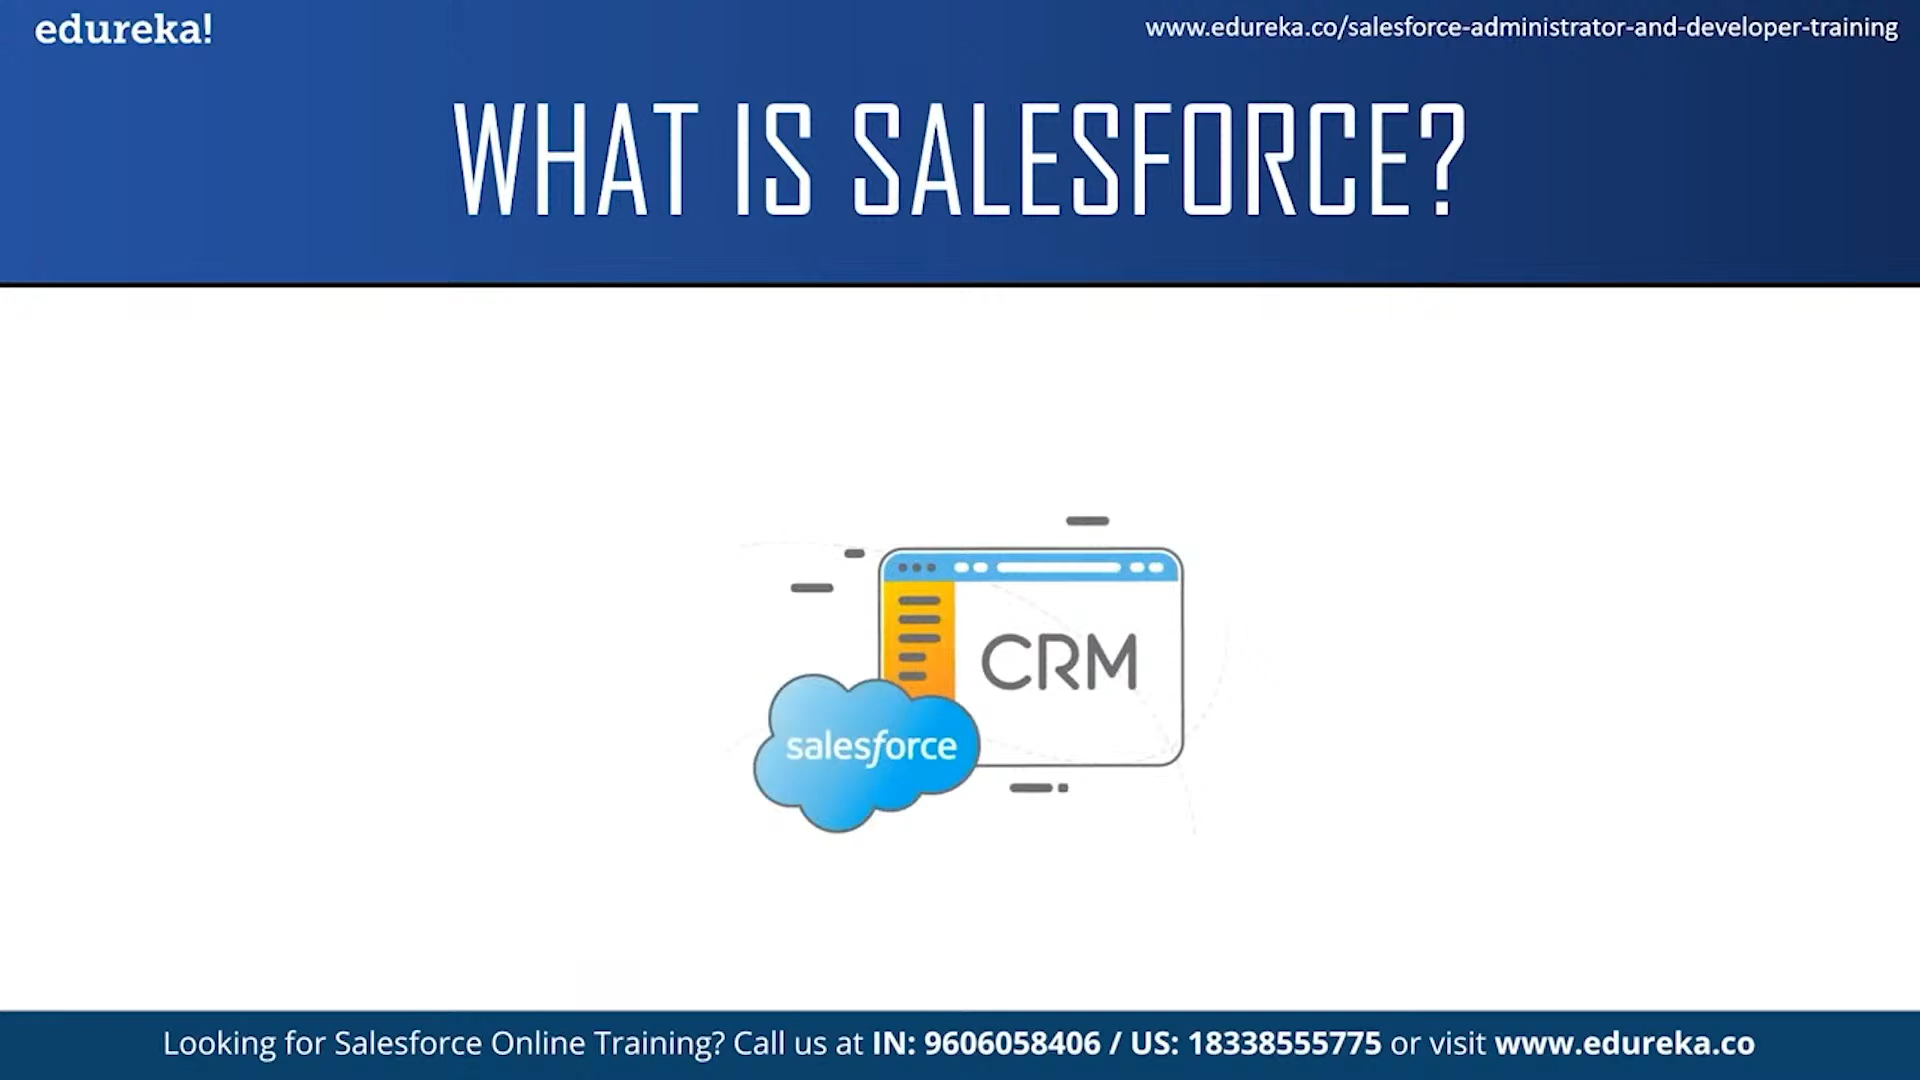 edureka!
www.edureka.co/salesforce-administrator-and-developer-training
WHAT IS SALESFORCE?
CRM
salesforce
Looking for Salesforce Online Training? Call us at IN: 9606058406 / US: 18338555775 or visit www.edureka.co